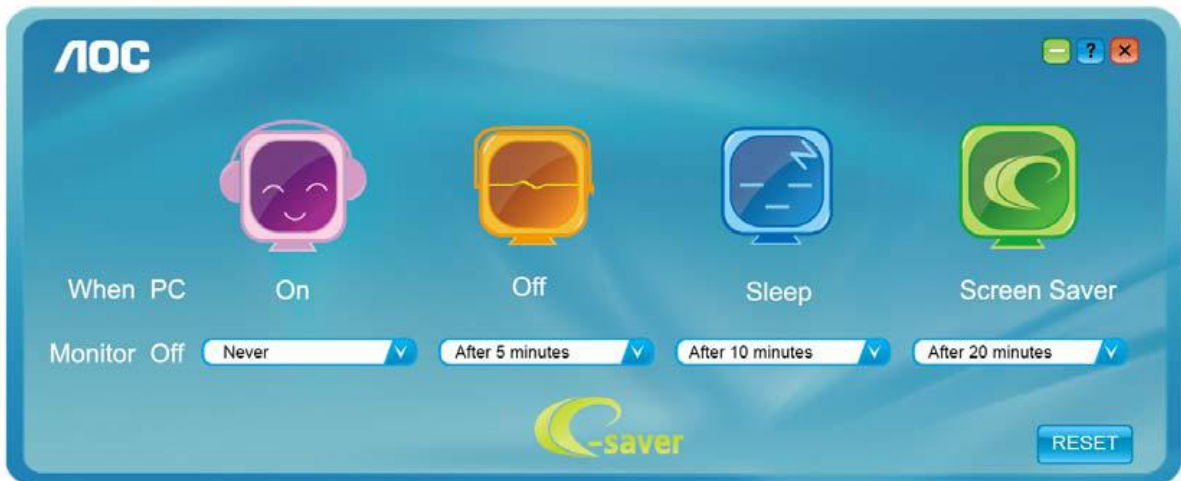 AOC
?
When PC On Off Sleep Screen Saver
Monitor Off Never After 5 minutes After 10 minutes After 20 minutes
e-saver
RESET